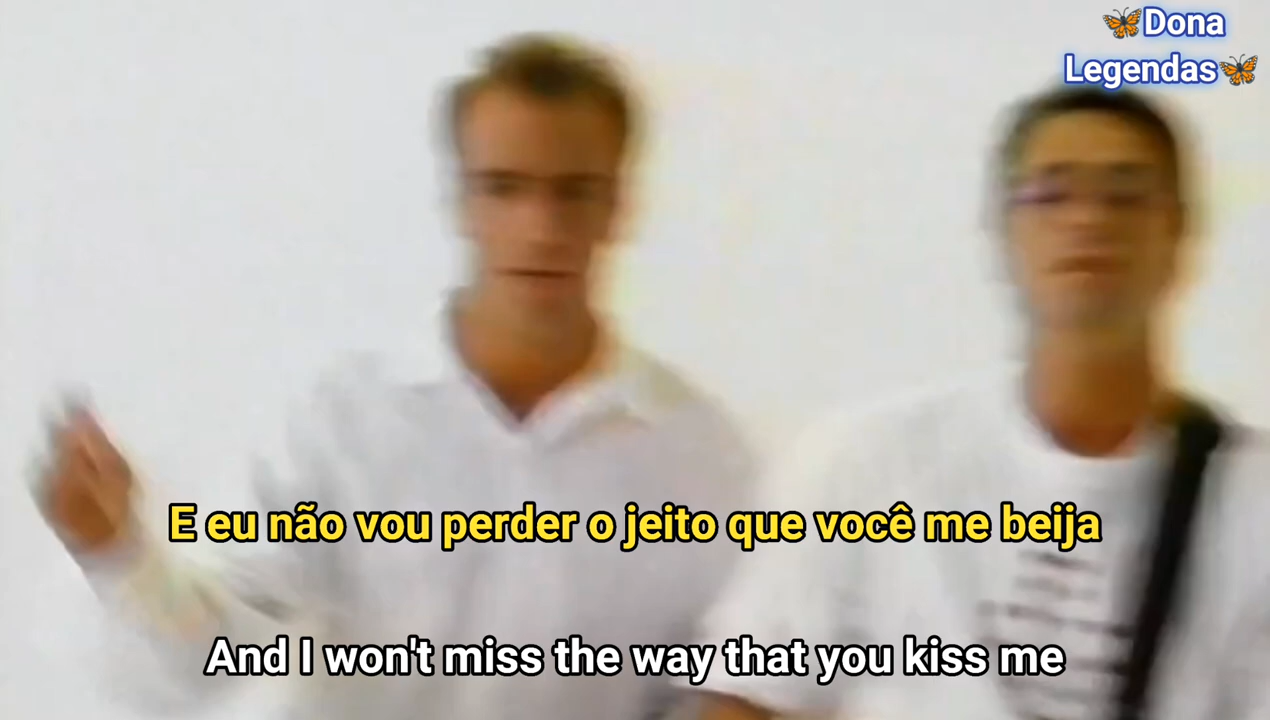 🦋Dona
Legendas🦋
E eu não vou perder o jeito que você me beija
And I won't miss the way that you kiss me